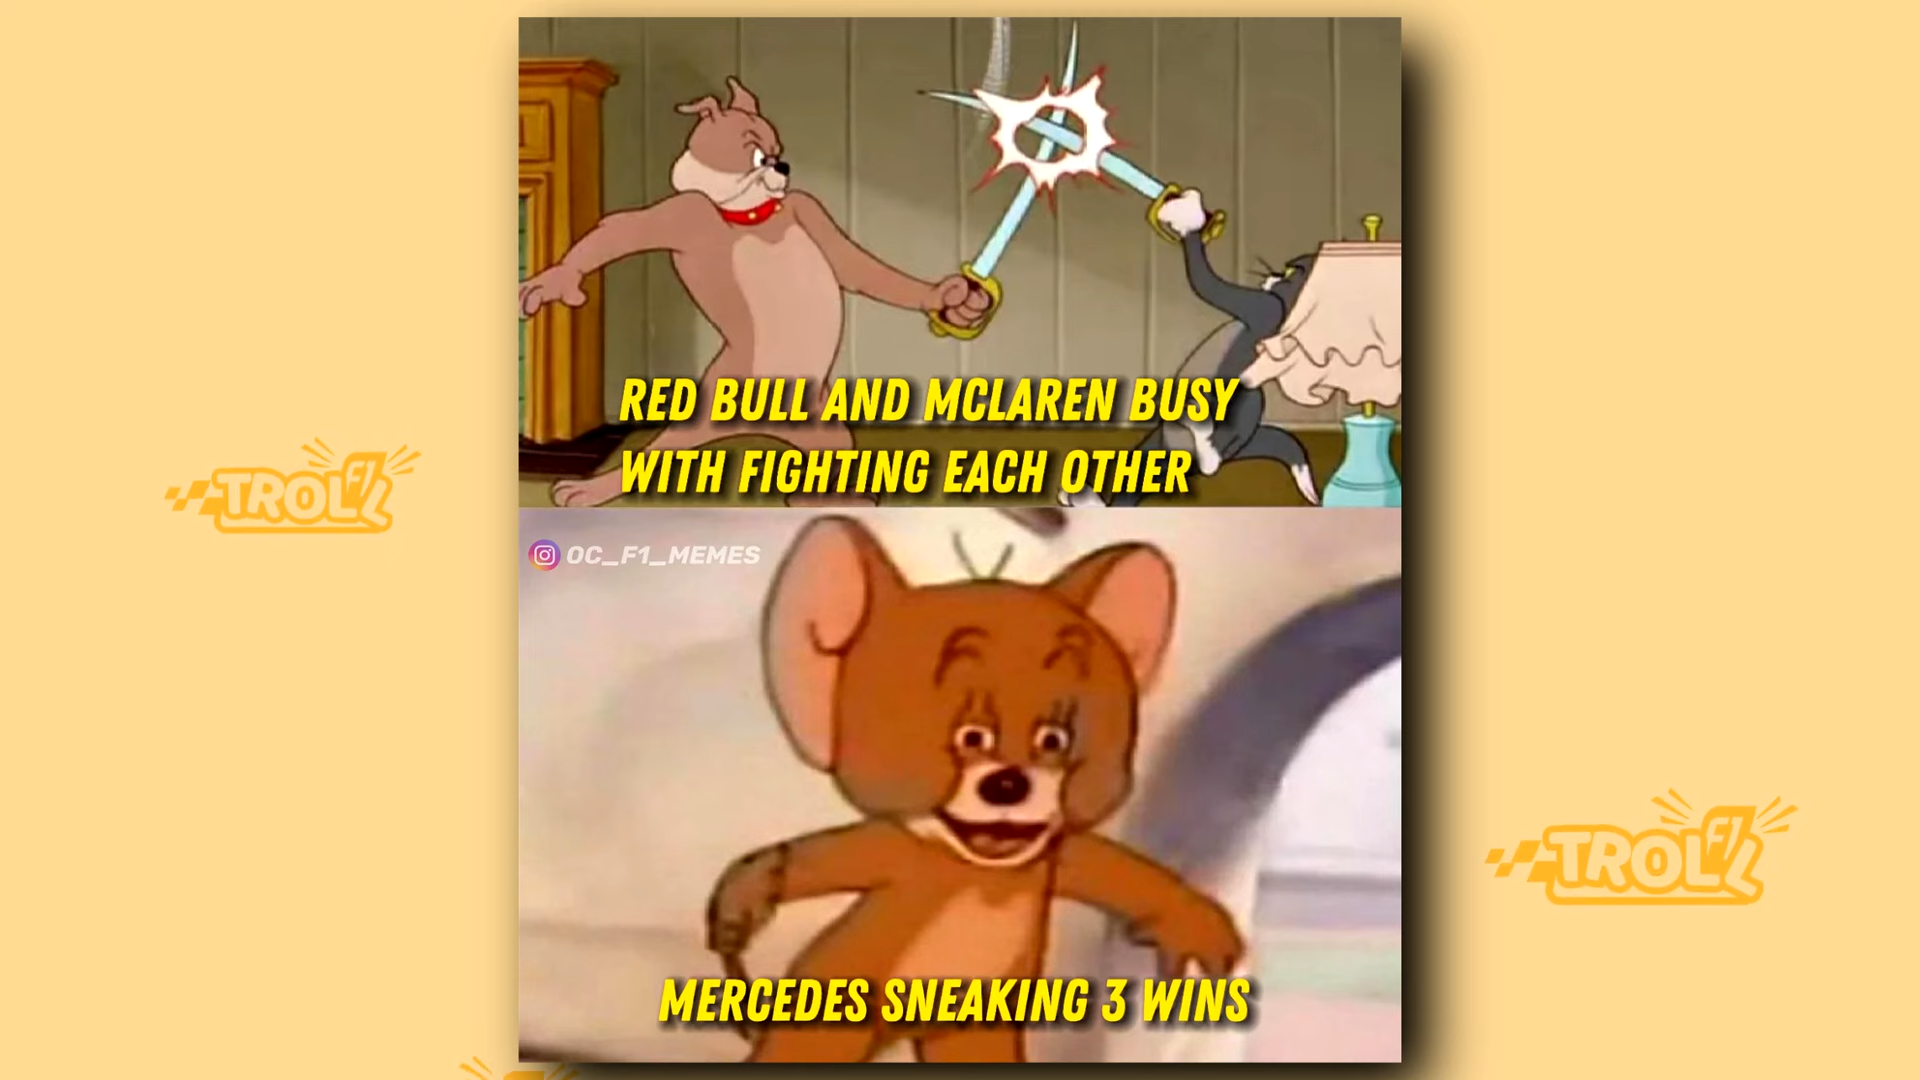 RED BULL AND MCLAREN BUSY
WITH FIGHTING EACH OTHER
OC_F1_MEMES
TROLL F1
MERCEDES SNEAKING 3 WINS
TROLL F1